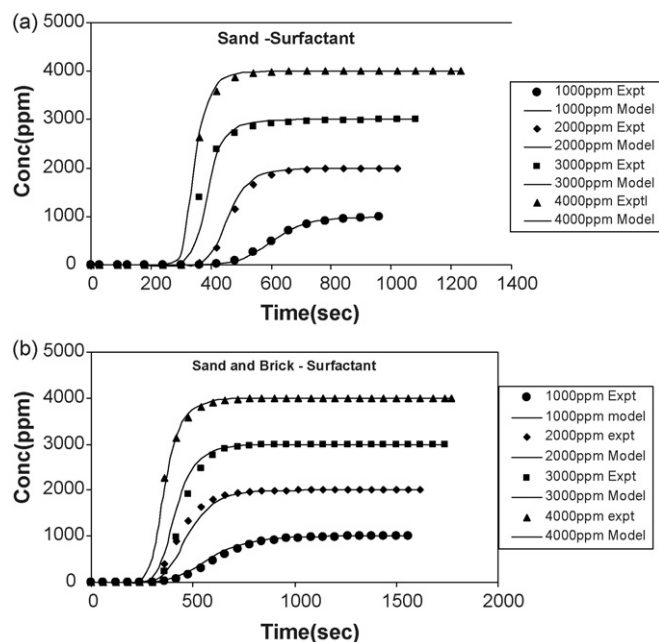 (a)
5000
4000
3000
2000
1000
0
Conc(ppm)
Sand -Surfactant
0 200 400 600 800 1000 1200 1400
Time(sec)
1000ppm Expt
1000ppm Model
2000ppm Expt
2000ppm Model
3000ppm Expt
3000ppm Model
4000ppm Exptl
4000ppm Model
(b)
5000
4000
3000
2000
1000
0
Conc(ppm)
Sand and Brick - Surfactant
0 500 1000 1500 2000
Time(sec)
1000ppm Expt
1000ppm model
2000ppm expt
2000ppm Model
3000ppm Expt
3000ppm Model
4000ppm expt
4000ppm Model